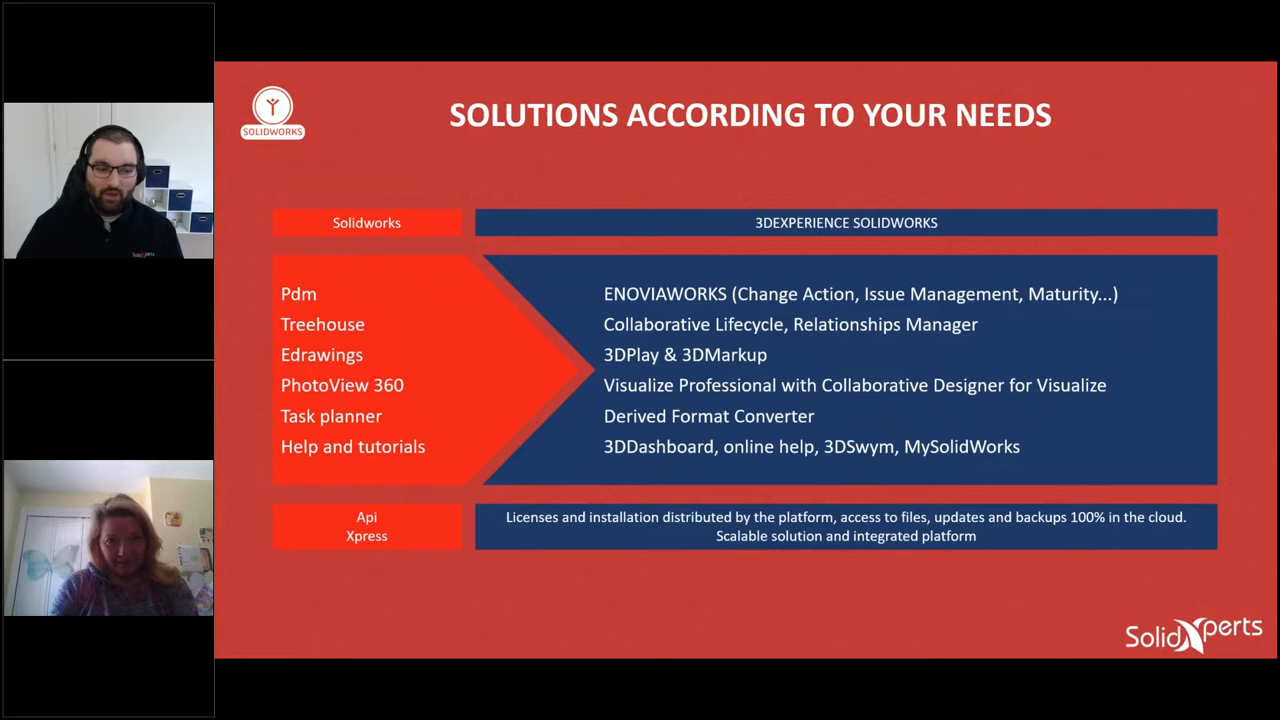 SOLIDWORKS
SOLUTIONS ACCORDING TO YOUR NEEDS
Solidworks
3DEXPERIENCE SOLIDWORKS
Pdm
ENOVIAWORKS (Change Action, Issue Management, Maturity...)
Treehouse
Collaborative Lifecycle, Relationships Manager
Edrawings
3DPlay & 3DMarkup
PhotoView 360
Visualize Professional with Collaborative Designer for Visualize
Task planner
Derived Format Converter
Help and tutorials
3DDashboard, online help, 3DSwym, MySolidWorks
Api
Xpress
Licenses and installation distributed by the platform, access to files, updates and backups 100% in the cloud.
Scalable solution and integrated platform
SolidXperts
SolidXperts